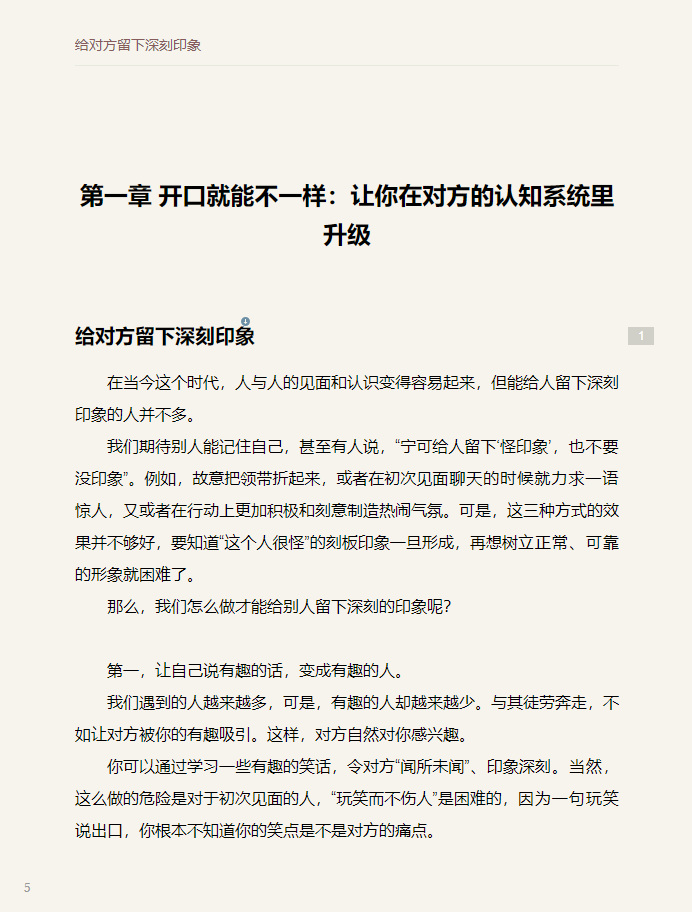 给对方留下深刻印象
第一章 开口就能不一样：让你在对方的认知系统里
升级
给对方留下深刻印象
1
在当今这个时代，人与人的见面和认识变得容易起来，但能给人留下深刻
印象的人并不多。
我们期待别人能记住自己，甚至有人说，“宁可给人留下‘怪印象’，也不要
没印象”。例如，故意把领带折起来，或者在初次见面聊天的时候就力求一语
惊人，又或者在行动上更加积极和刻意制造热闹气氛。可是，这三种方式的效
果并不够好，要知道“这个人很怪”的刻板印象一旦形成，再想树立正常、可靠
的形象就困难了。
那么，我们怎么做才能给别人留下深刻的印象呢？
第一，让自己说有趣的话，变成有趣的人。
我们遇到的人越来越多，可是，有趣的人却越来越少。与其徒劳奔走，不
如让对方被你的有趣吸引。这样，对方自然对你感兴趣。
你可以通过学习一些有趣的笑话，令对方“闻所未闻”、印象深刻。当然，
这么做的危险是对于初次见面的人，“玩笑而不伤人”是困难的，因为一句玩笑
说出口，你根本不知道你的笑点是不是对方的痛点。
5